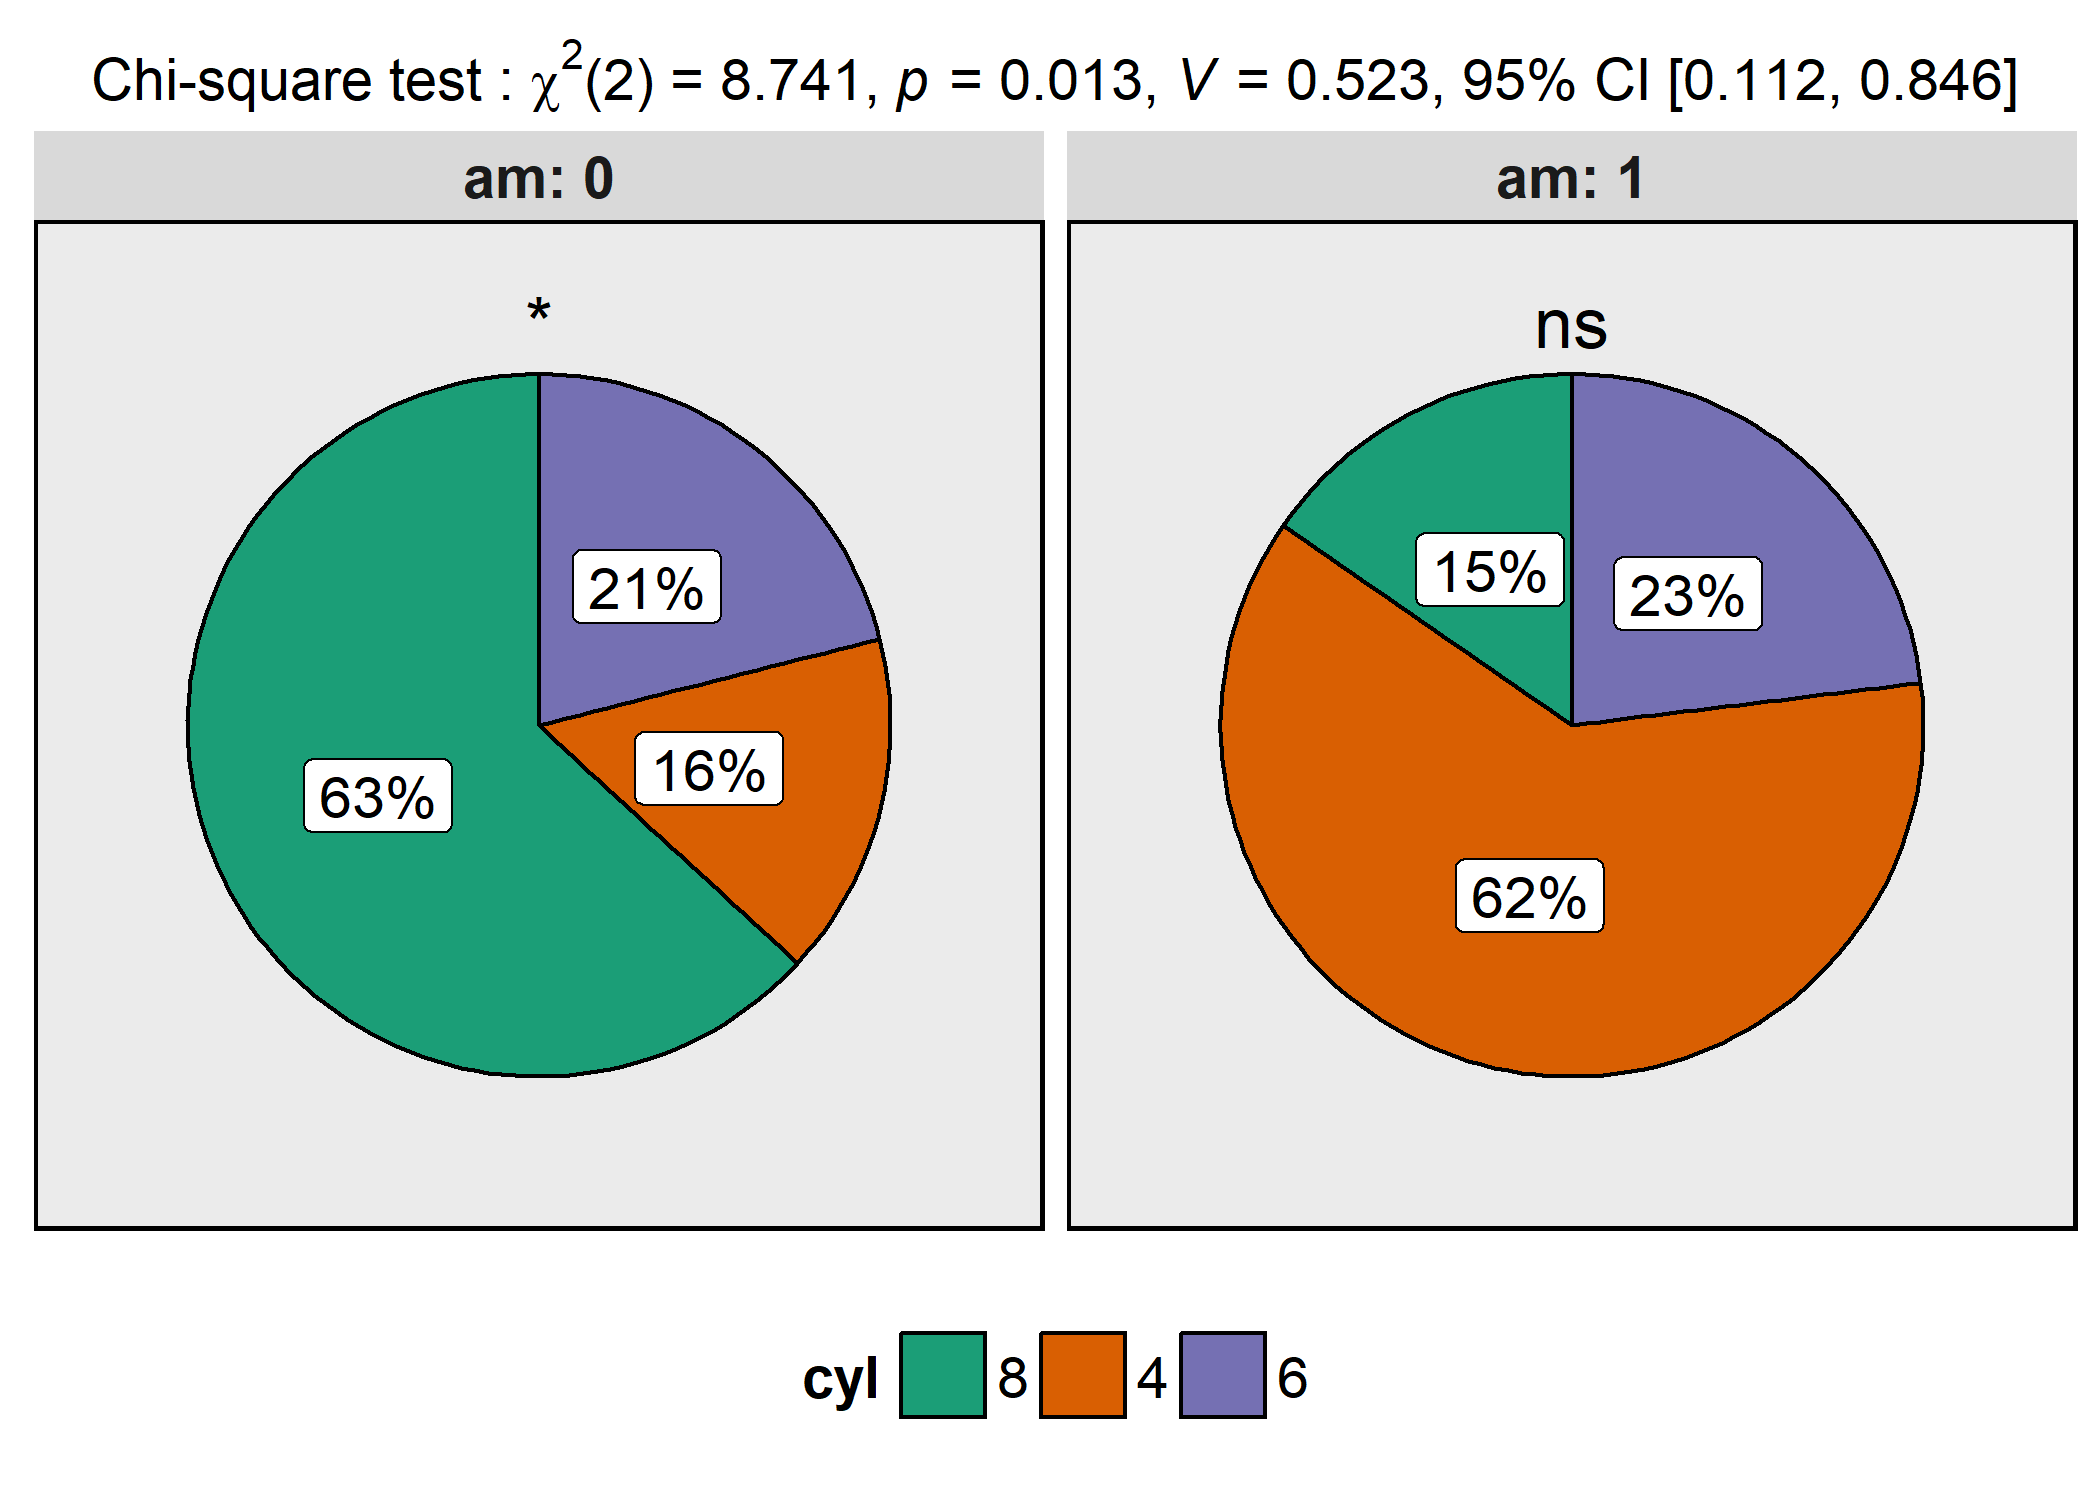 Chi-square test : χ²(2) = 8.741, p = 0.013, V = 0.523, 95% CI [0.112, 0.846]
am: 0
*
21%
16%
63%
am: 1
ns
15%
23%
62%
cyl 8 4 6